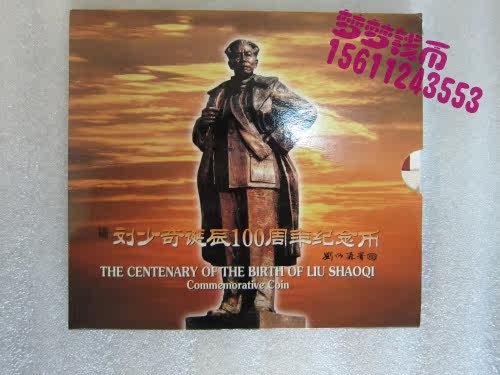 梦梦钱币
15611243553
刘少奇诞辰100周年纪念币
THE CENTENARY OF THE BIRTH OF LIU SHAOQI
Commemorative Coin